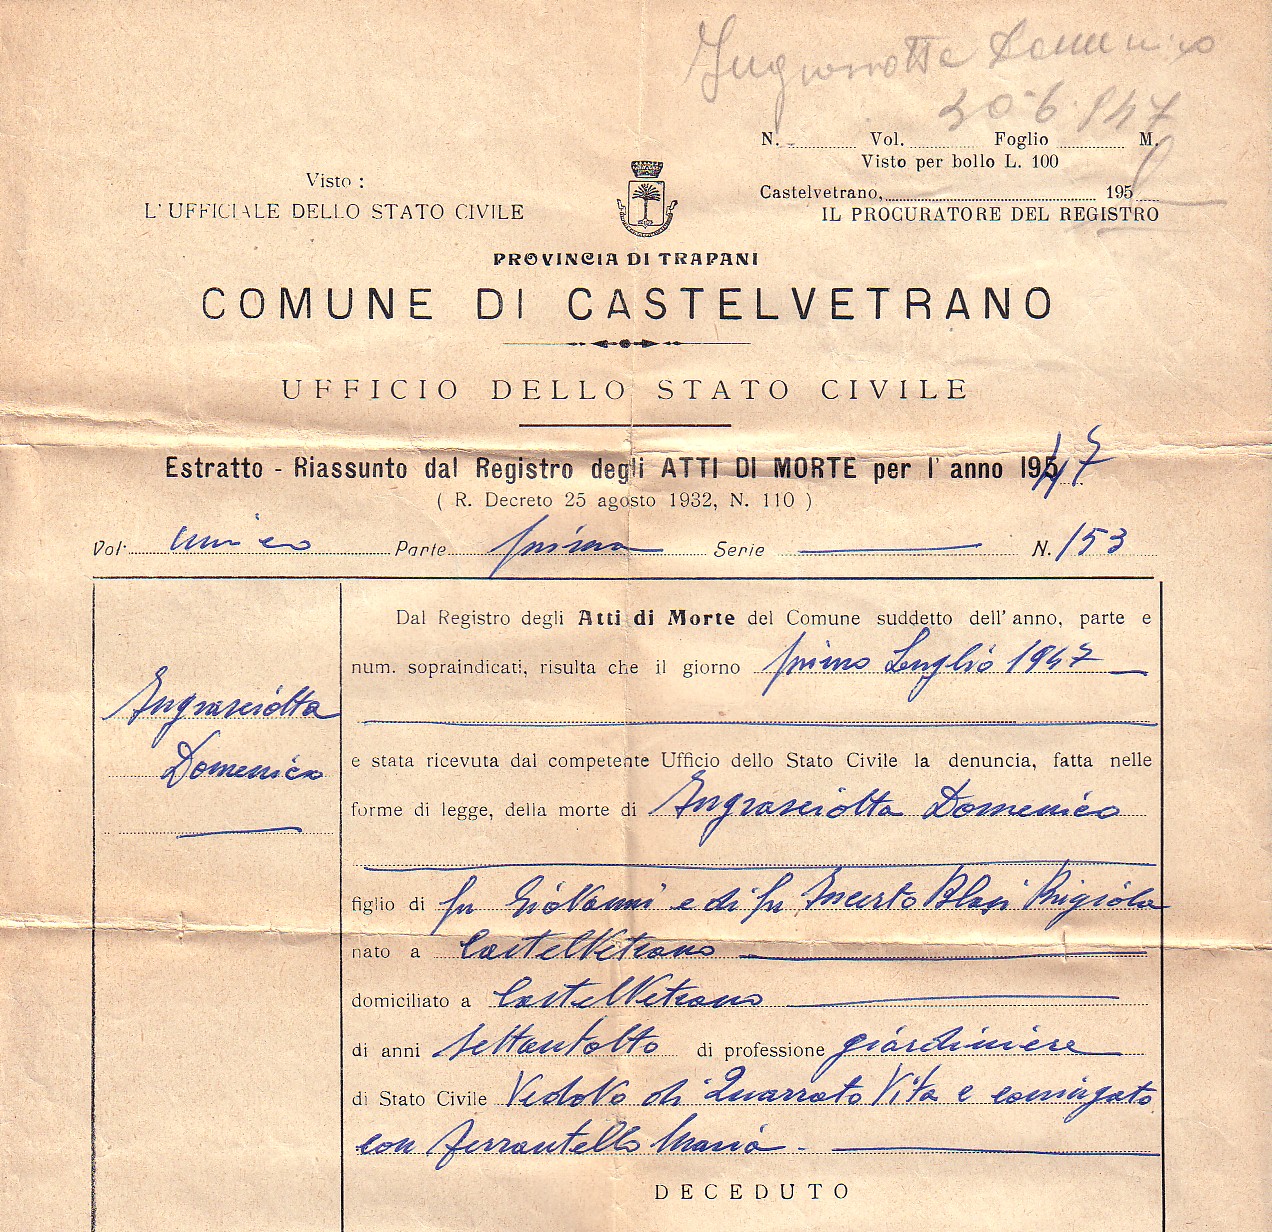 Domenico
30-6-947
N. Vol. Foglio M.
Visto per bollo L. 100
Visto :
Castelvetrano, 195
L'UFFICIALE DELLO STATO CIVILE
IL PROCURATORE DEL REGISTRO
PROVINCIA DI TRAPANI
COMUNE DI CASTELVETRANO
UFFICIO DELLO STATO CIVILE
Estratto - Riassunto dal Registro degli ATTI DI MORTE per l'anno 1947
( R. Decreto 25 agosto 1932, N. 110 )
Vol. unico Parte prima Serie N. 153
Dal Registro degli Atti di Morte del Comune suddetto dell'anno, parte e
num. sopraindicati, risulta che il giorno primo Luglio 1947
Ingrasciotta
Domenico
e stata ricevuta dal competente Ufficio dello Stato Civile la denuncia, fatta nelle
forme di legge, della morte di Ingrasciotta Domenico
figlio di fu Giovanni e di fu Incerto Blasi Brigiola
nato a Castelvetrano
domiciliato a Castelvetrano
di anni settantotto di professione giardiniere
di Stato Civile Vedovo di Quarrato Vita e coniugato
con Ferrantello Maria.
DECEDUTO